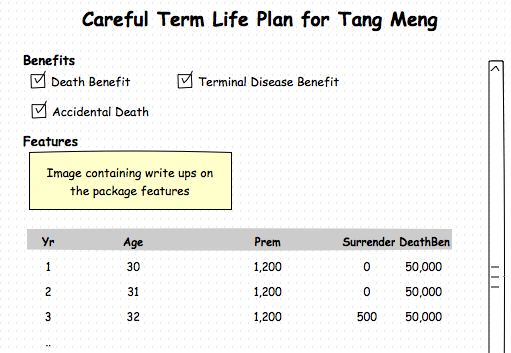 Careful Term Life Plan for Tang Meng
Benefits
Death Benefit Terminal Disease Benefit
Accidental Death
Features
Image containing write ups on
the package features
Yr Age Prem Surrender DeathBen
1 30 1,200 0 50,000
2 31 1,200 0 50,000
3 32 1,200 500 50,000
..